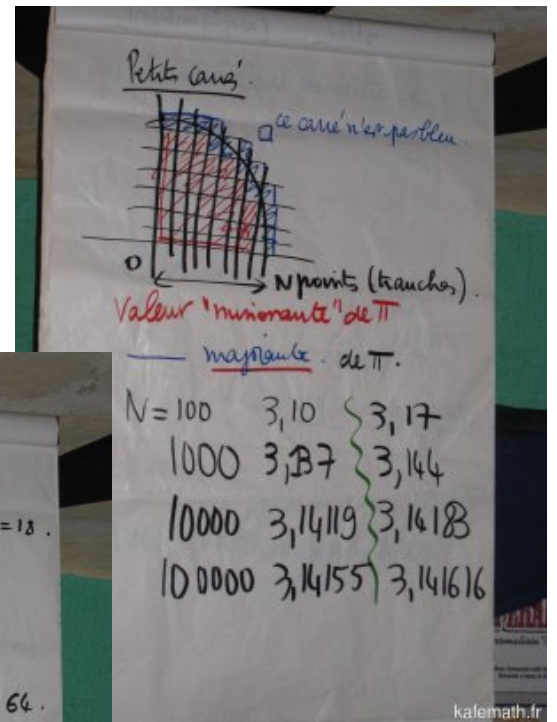 Petits carrés.
ce carré n'est pas bleu.
O N points (tranches).
Valeur "minorante" de π
— majorante. de π.
N = 100 3,10 3,17
1000 3,137 3,144
10000 3,14119 3,14183
100000 3,14155 3,141616
= 18.
64.
kafemath.fr